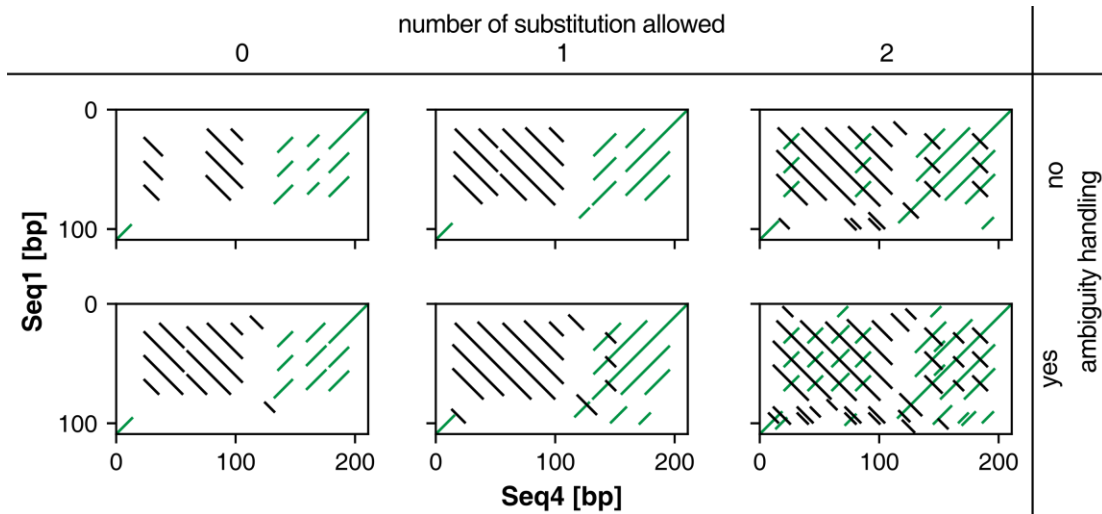 number of substitution allowed
0 1 2
0
100
no
0
100
yes
0 100 200 0 100 200 0 100 200
Seq1 [bp]
Seq4 [bp]
ambiguity handling